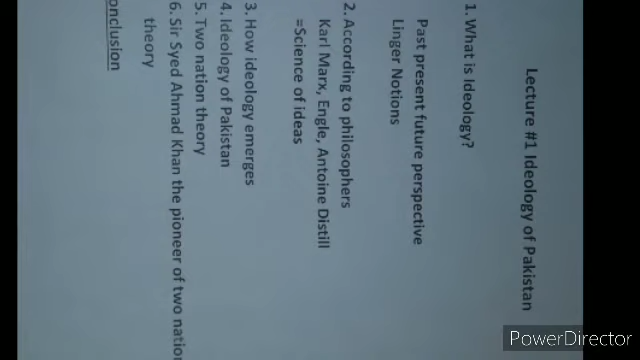 Lecture #1 Ideology of Pakistan
1. What is Ideology?
Past present future perspective
Linger Notions
2. According to philosophers
Karl Marx, Engle, Antoine Distill
=Science of ideas
3. How ideology emerges
4. Ideology of Pakistan
5. Two nation theory
6. Sir Syed Ahmad Khan the pioneer of two natio
theory
onclusion
PowerDirector